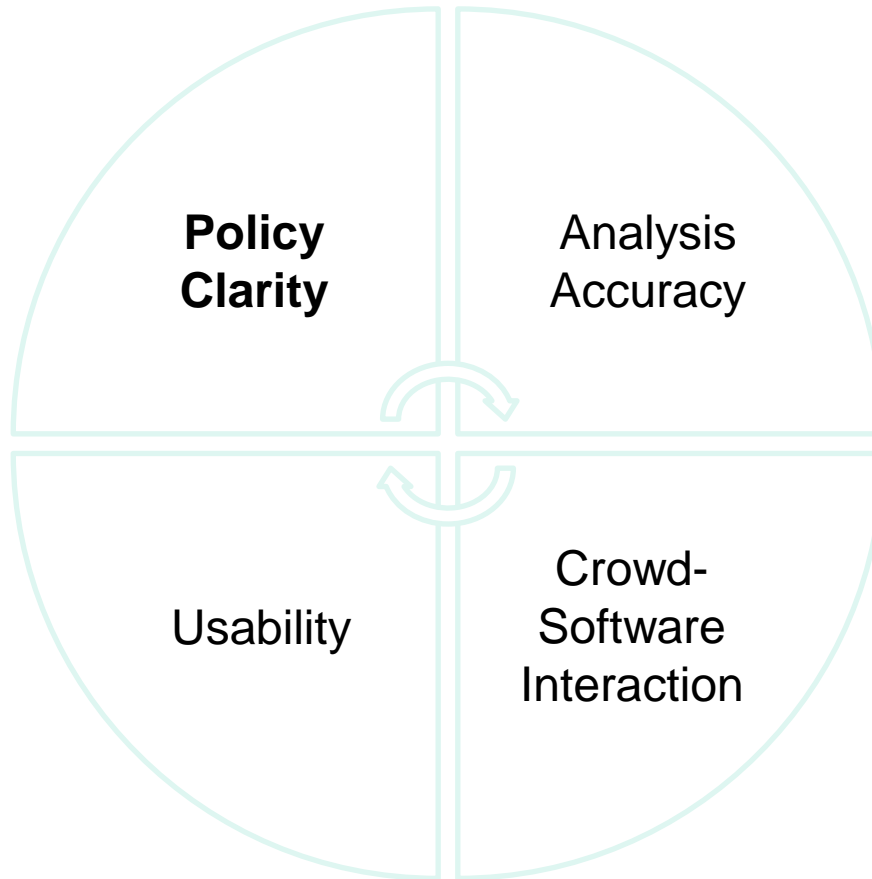 Policy
Clarity
Analysis
Accuracy
Usability
Crowd-
Software
Interaction